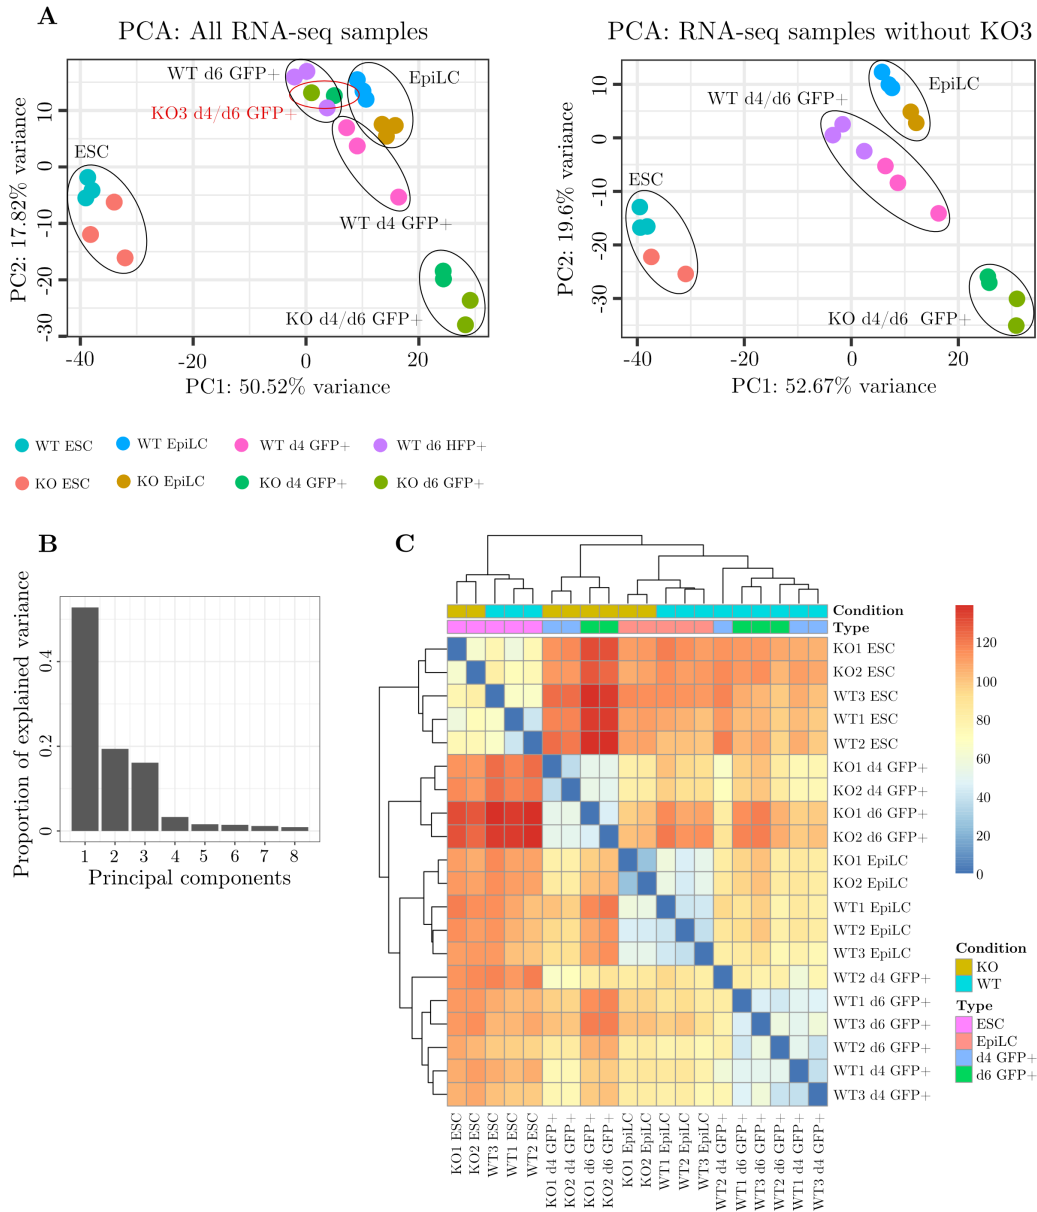 A
PCA: All RNA-seq samples
PCA: RNA-seq samples without KO3
WT d6 GFP+
EpiLC
KO3 d4/d6 GFP+
ESC
WT d4 GFP+
KO d4/d6 GFP+
PC2: 17.82% variance
10
0
-10
-20
-30
-40
-20
0
20
PC1: 50.52% variance
EpiLC
WT d4/d6 GFP+
ESC
KO d4/d6 GFP+
PC2: 19.6% variance
10
0
-10
-20
-30
-40
-20
0
20
PC1: 52.67% variance
WT ESC
WT EpiLC
WT d4 GFP+
WT d6 HFP+
KO ESC
KO EpiLC
KO d4 GFP+
KO d6 GFP+
B
Proportion of explained variance
0.4
0.2
0
1 2 3 4 5 6 7 8
Principal components
C
Condition
Type
KO1 ESC
KO2 ESC
WT3 ESC
WT1 ESC
WT2 ESC
KO1 d4 GFP+
KO2 d4 GFP+
KO1 d6 GFP+
KO2 d6 GFP+
KO1 EpiLC
KO2 EpiLC
WT1 EpiLC
WT2 EpiLC
WT3 EpiLC
WT2 d4 GFP+
WT1 d6 GFP+
WT3 d6 GFP+
WT2 d6 GFP+
WT1 d4 GFP+
WT3 d4 GFP+
KO1 ESC
KO2 ESC
WT3 ESC
WT1 ESC
WT2 ESC
KO1 d4 GFP+
KO2 d4 GFP+
KO1 d6 GFP+
KO2 d6 GFP+
KO1 EpiLC
KO2 EpiLC
WT1 EpiLC
WT2 EpiLC
WT3 EpiLC
WT2 d4 GFP+
WT1 d6 GFP+
WT3 d6 GFP+
WT2 d6 GFP+
WT1 d4 GFP+
WT3 d4 GFP+
120
100
80
60
40
20
0
Condition
KO
WT
Type
ESC
EpiLC
d4 GFP+
d6 GFP+